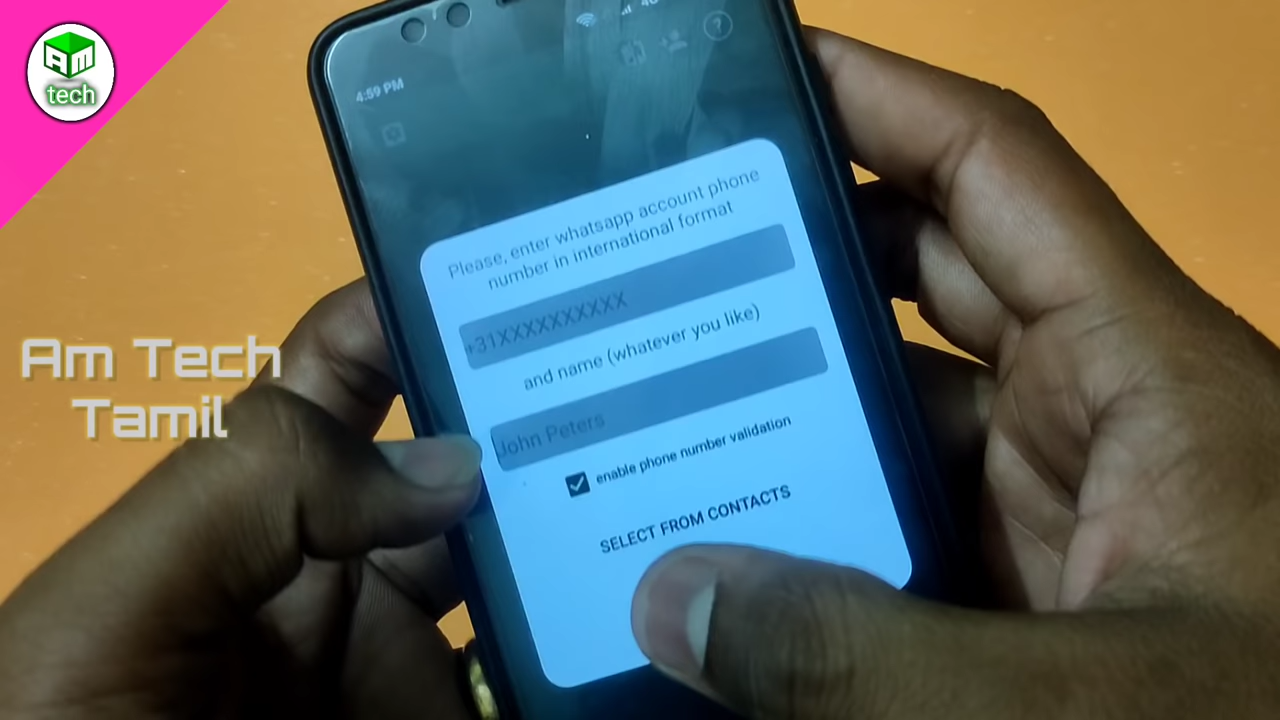 AM
tech
4G
4:59 PM
?
Please, enter whatsapp account phone
number in international format
+31XXXXXXXXXX
and name (whatever you like)
John Peters
enable phone number validation
SELECT FROM CONTACTS
Am Tech
Tamil